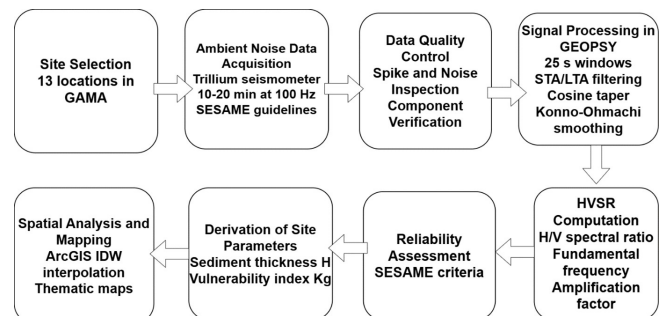 Site Selection
13 locations in
GAMA
Ambient Noise Data
Acquisition
Trillium seismometer
10-20 min at 100 Hz
SESAME guidelines
Data Quality
Control
Spike and Noise
Inspection
Component
Verification
Signal Processing in
GEOPSY
25 s windows
STA/LTA filtering
Cosine taper
Konno-Ohmachi
smoothing
HVSR
Computation
H/V spectral ratio
Fundamental
frequency
Amplification
factor
Reliability
Assessment
SESAME criteria
Derivation of Site
Parameters
Sediment thickness H
Vulnerability index Kg
Spatial Analysis and
Mapping
ArcGIS IDW
interpolation
Thematic maps